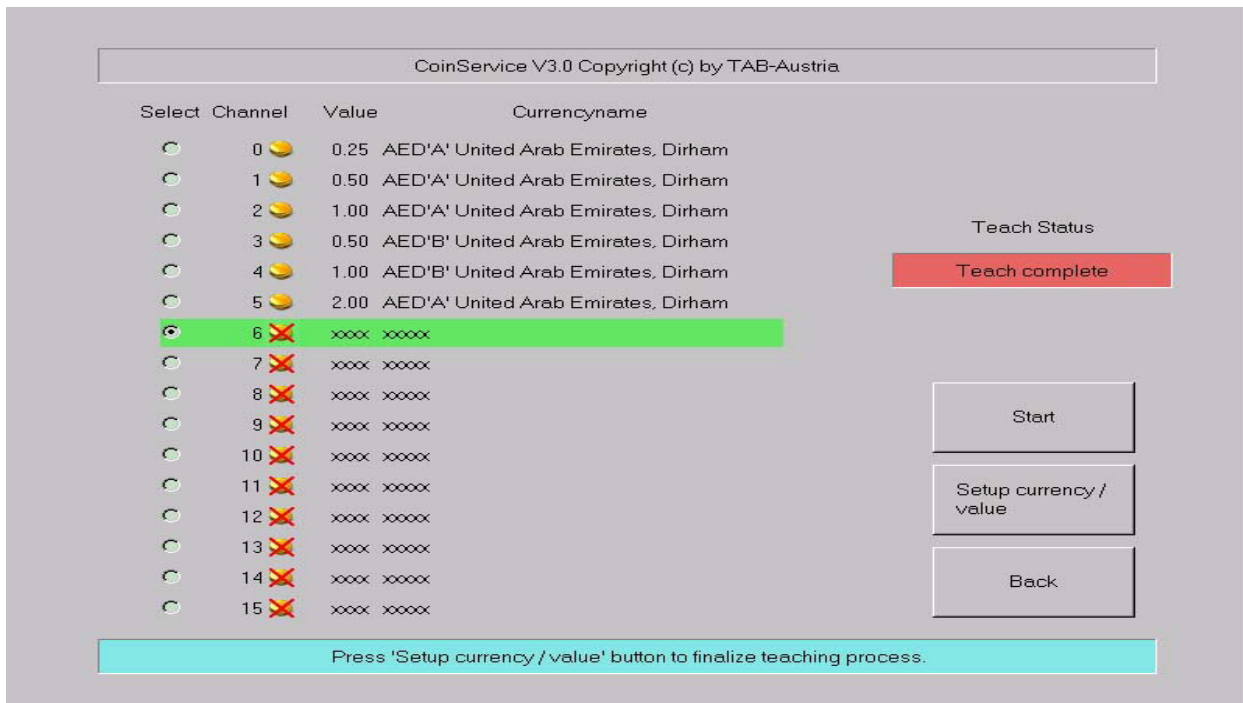 CoinService V3.0 Copyright (c) by TAB-Austria
Select Channel Value Currencyname
0 0.25 AED'A' United Arab Emirates, Dirham
1 0.50 AED'A' United Arab Emirates, Dirham
2 1.00 AED'A' United Arab Emirates, Dirham
3 0.50 AED'B' United Arab Emirates, Dirham
4 1.00 AED'B' United Arab Emirates, Dirham
5 2.00 AED'A' United Arab Emirates, Dirham
6 xxxx xxxxx
7 xxxx xxxxx
8 xxxx xxxxx
9 xxxx xxxxx
10 xxxx xxxxx
11 xxxx xxxxx
12 xxxx xxxxx
13 xxxx xxxxx
14 xxxx xxxxx
15 xxxx xxxxx
Teach Status
Teach complete
Start
Setup currency /
value
Back
Press 'Setup currency / value' button to finalize teaching process.